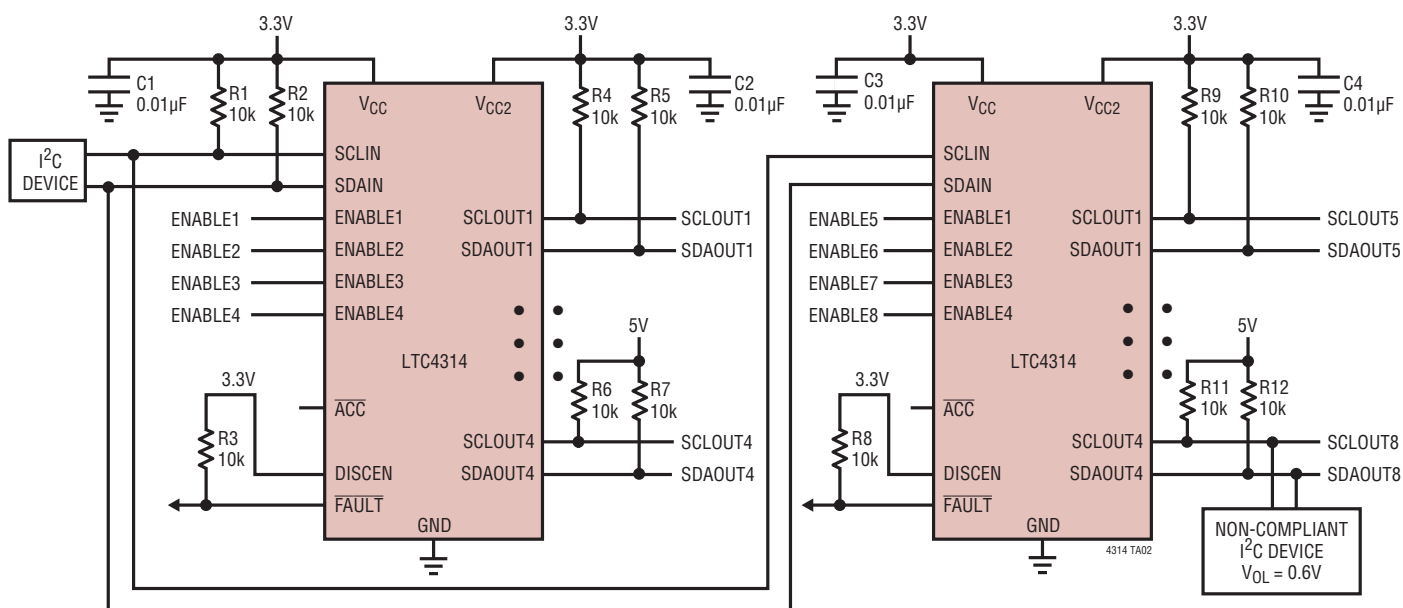 3.3V
3.3V
3.3V
3.3V
C1
0.01µF
R1
10k
R2
10k
VCC
VCC2
R4
10k
R5
10k
C2
0.01µF
C3
0.01µF
VCC
VCC2
R9
10k
R10
10k
C4
0.01µF
I2C
DEVICE
SCLIN
SDAIN
ENABLE1
ENABLE1
SCLOUT1
SCLOUT1
ENABLE2
ENABLE2
SDAOUT1
SDAOUT1
ENABLE3
ENABLE3
ENABLE4
ENABLE4
LTC4314
5V
R6
10k
R7
10k
3.3V
R3
10k
ACC
SCLOUT4
SCLOUT4
DISCEN
SDAOUT4
SDAOUT4
FAULT
GND
SCLIN
SDAIN
ENABLE5
ENABLE1
SCLOUT1
SCLOUT5
ENABLE6
ENABLE2
SDAOUT1
SDAOUT5
ENABLE7
ENABLE3
ENABLE8
ENABLE4
LTC4314
5V
R11
10k
R12
10k
3.3V
R8
10k
ACC
SCLOUT4
SCLOUT8
DISCEN
SDAOUT4
SDAOUT8
FAULT
GND
4314 TA02
NON-COMPLIANT
I2C DEVICE
VOL = 0.6V